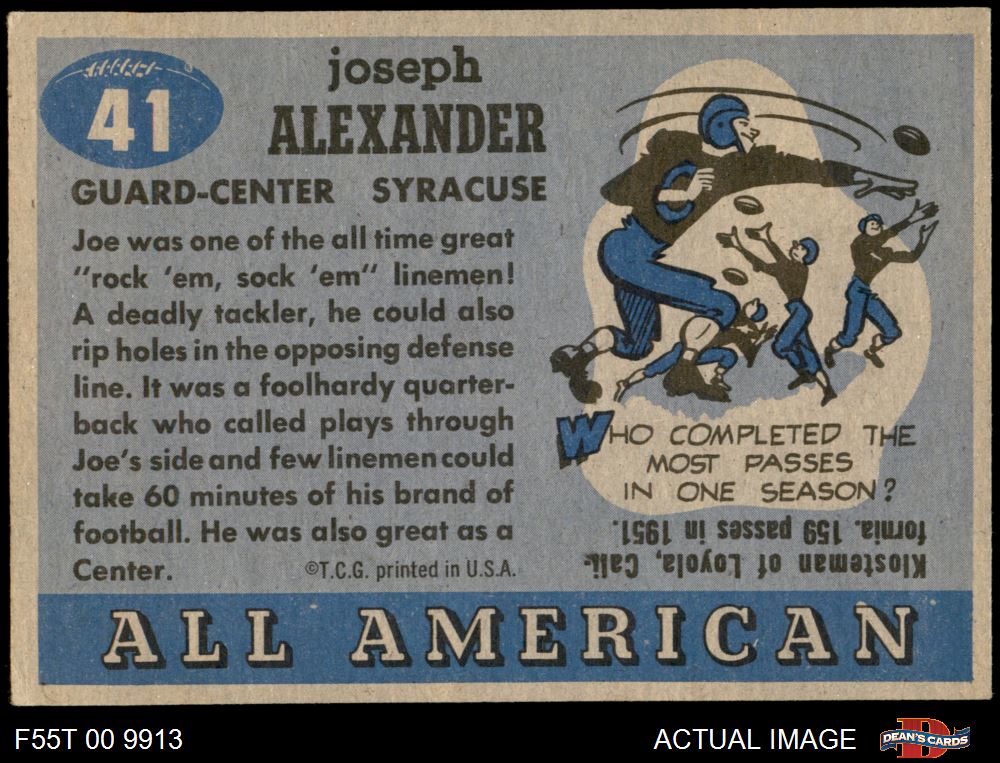 41
joseph
ALEXANDER
GUARD-CENTER SYRACUSE
Joe was one of the all time great
"rock 'em, sock 'em" linemen!
A deadly tackler, he could also
rip holes in the opposing defense
line. It was a foolhardy quarter-
back who called plays through
Joe's side and few linemen could
take 60 minutes of his brand of
football. He was also great as a
Center.
©T.C.G. printed in U.S.A.
C
WHO COMPLETED THE
MOST PASSES
IN ONE SEASON?
Klosteman of Loyola, Cali-
fornia. 159 passes in 1951.
ALL AMERICAN
F55T 00 9913
ACTUAL IMAGE
D
DEAN'S CARDS